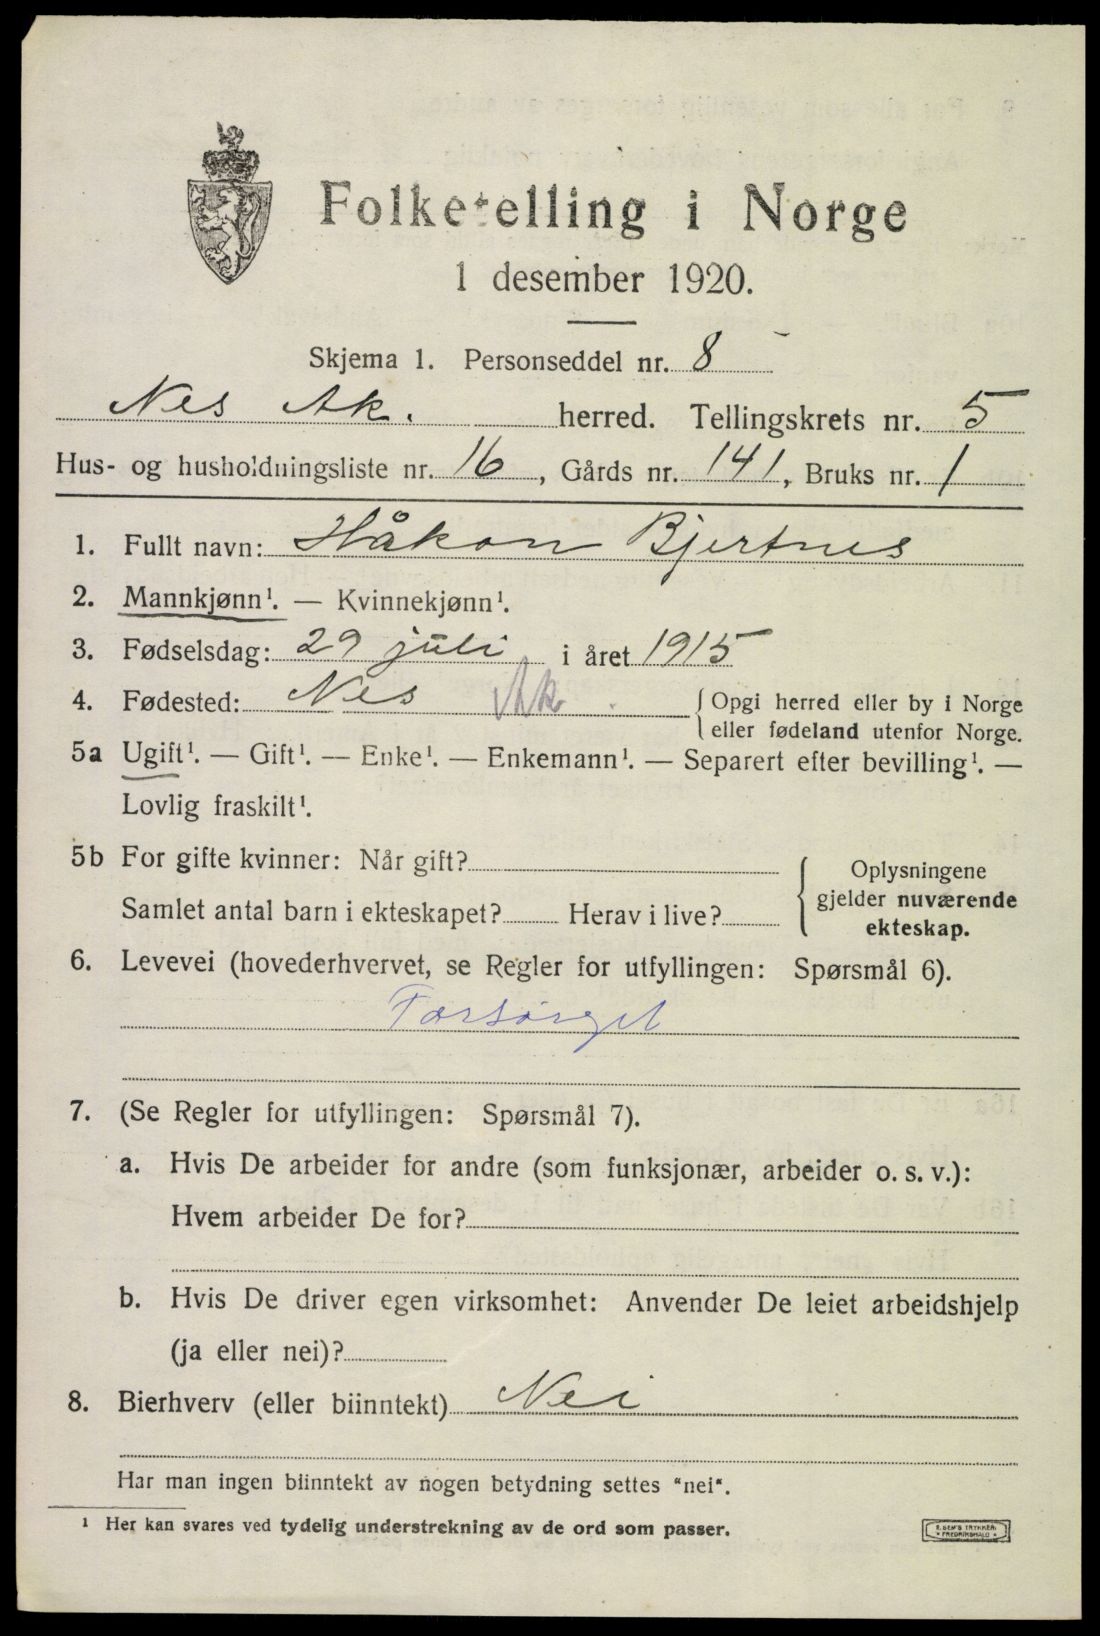 Folketelling i Norge
1 desember 1920.
Skjema 1. Personseddel nr. 8
Nes Ak. herred. Tellingskrets nr. 5
Hus- og husholdningsliste nr. 16, Gårds nr. 141, Bruks nr. 1
1. Fullt navn: Håkon Bjertnes
2. Mannkjønn¹. — Kvinnekjønn¹.
3. Fødselsdag: 29 juli i året 1915
4. Fødested: Nes Ak. { Opgi herred eller by i Norge
eller fødeland utenfor Norge.
5a Ugift¹. — Gift¹. — Enke¹. — Enkemann¹. — Separert efter bevilling¹. —
Lovlig fraskilt¹.
5b For gifte kvinner: Når gift?
Samlet antal barn i ekteskapet? Herav i live?
{ Oplysningene
gjelder nuværende
ekteskap.
6. Levevei (hovederhvervet, se Regler for utfyllingen: Spørsmål 6).
Forsørget
7. (Se Regler for utfyllingen: Spørsmål 7).
a. Hvis De arbeider for andre (som funksjonær, arbeider o. s. v.):
Hvem arbeider De for?
b. Hvis De driver egen virksomhet: Anvender De leiet arbeidshjelp
(ja eller nei)?
8. Bierhverv (eller biinntekt) Nei
Har man ingen biinntekt av nogen betydning settes "nei".
¹ Her kan svares ved tydelig understrekning av de ord som passer.
TRYKKERI
FREDRIKSHALD